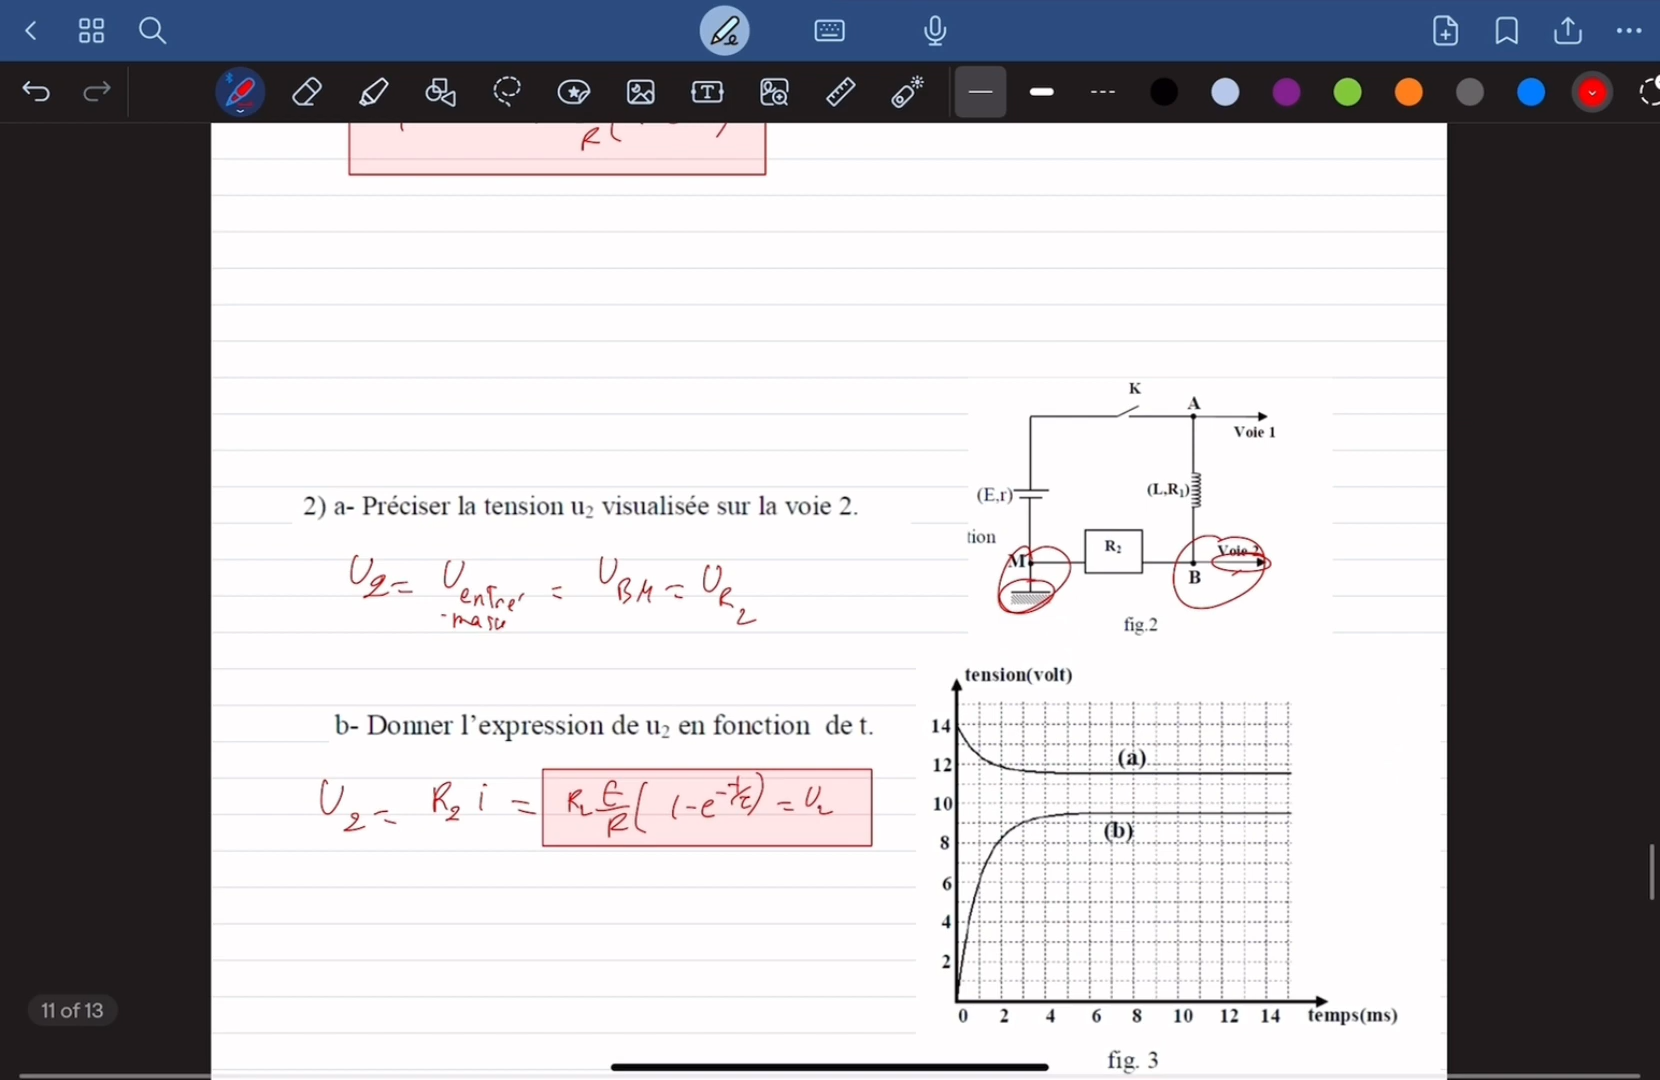 R(
K
A
Voie 1
(E,r)
(L,R₁)
2) a- Préciser la tension u₂ visualisée sur la voie 2.
tion
M
R₂
Voie 2
B
U₂ = U entrée -masse = U_BM = U_R₂
fig.2
tension(volt)
b- Donner l'expression de u₂ en fonction de t.
14
(a)
12
U₂ = R₂ i = R₂ E/R (1-e^-t/τ) = U₂
10
(b)
8
6
4
2
0 2 4 6 8 10 12 14 temps(ms)
11 of 13
fig. 3